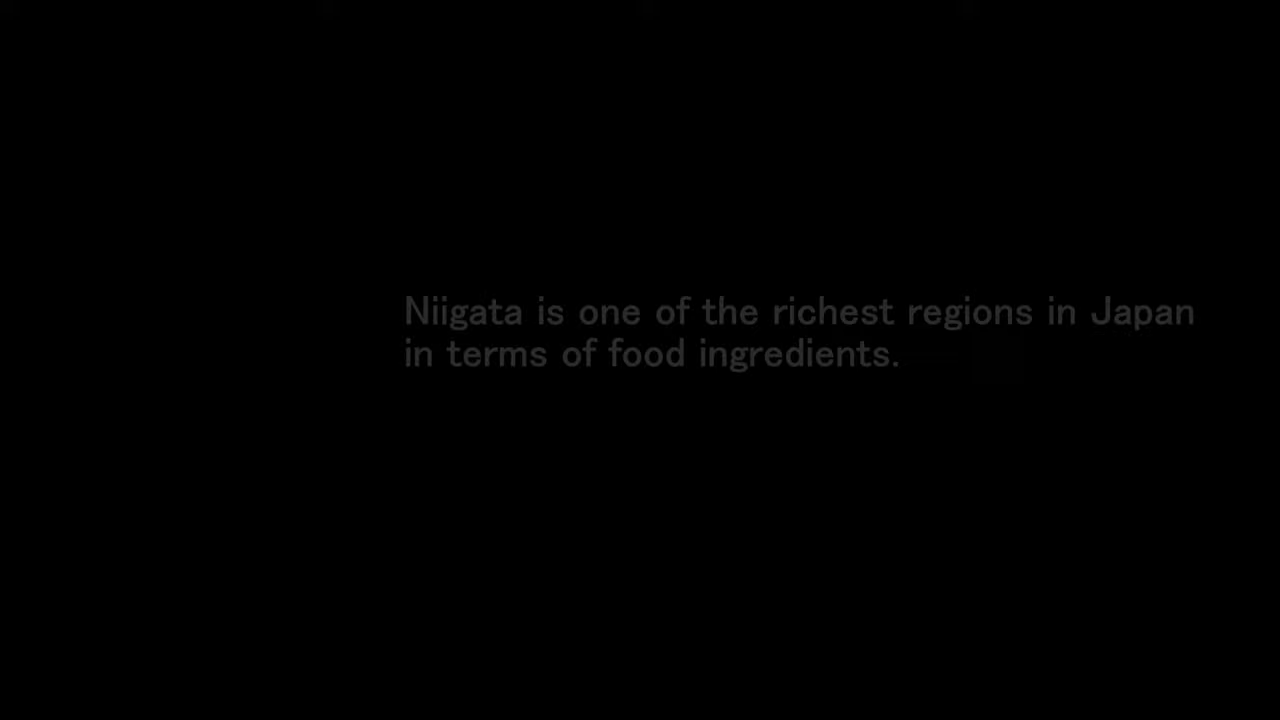 Niigata is one of the richest regions in Japan
in terms of food ingredients.